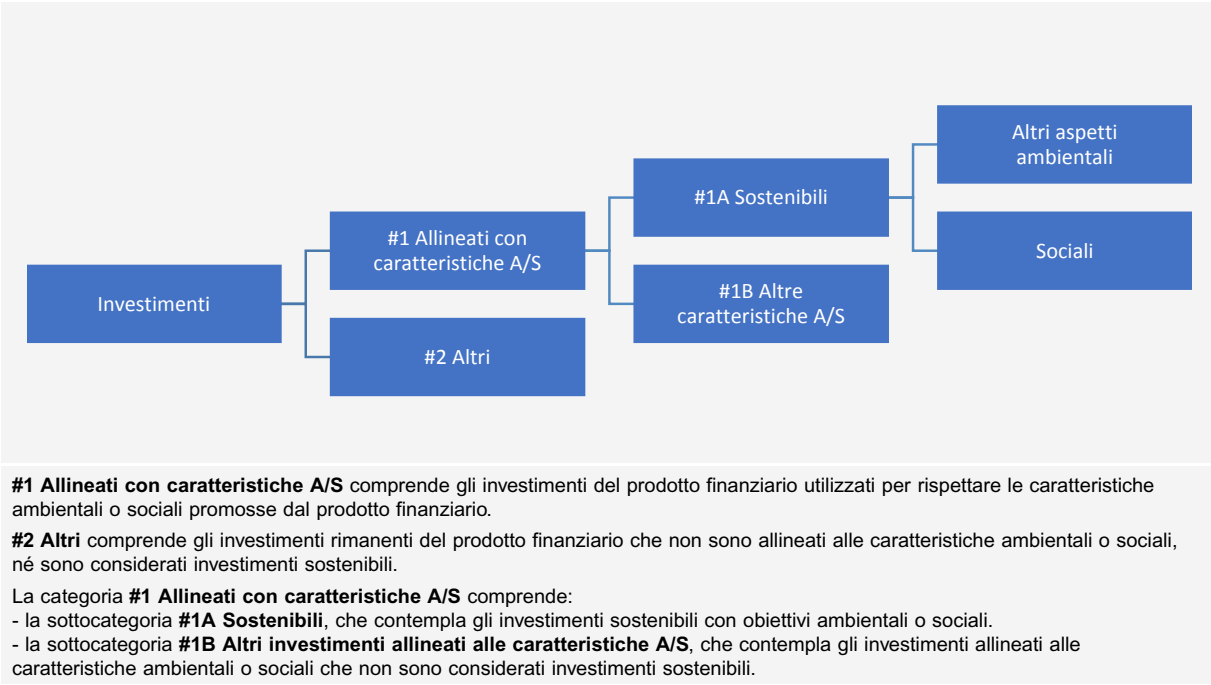 Investimenti
#1 Allineati con
caratteristiche A/S
#2 Altri
#1A Sostenibili
#1B Altre
caratteristiche A/S
Altri aspetti
ambientali
Sociali
#1 Allineati con caratteristiche A/S comprende gli investimenti del prodotto finanziario utilizzati per rispettare le caratteristiche
ambientali o sociali promosse dal prodotto finanziario.
#2 Altri comprende gli investimenti rimanenti del prodotto finanziario che non sono allineati alle caratteristiche ambientali o sociali,
né sono considerati investimenti sostenibili.
La categoria #1 Allineati con caratteristiche A/S comprende:
- la sottocategoria #1A Sostenibili, che contempla gli investimenti sostenibili con obiettivi ambientali o sociali.
- la sottocategoria #1B Altri investimenti allineati alle caratteristiche A/S, che contempla gli investimenti allineati alle
caratteristiche ambientali o sociali che non sono considerati investimenti sostenibili.